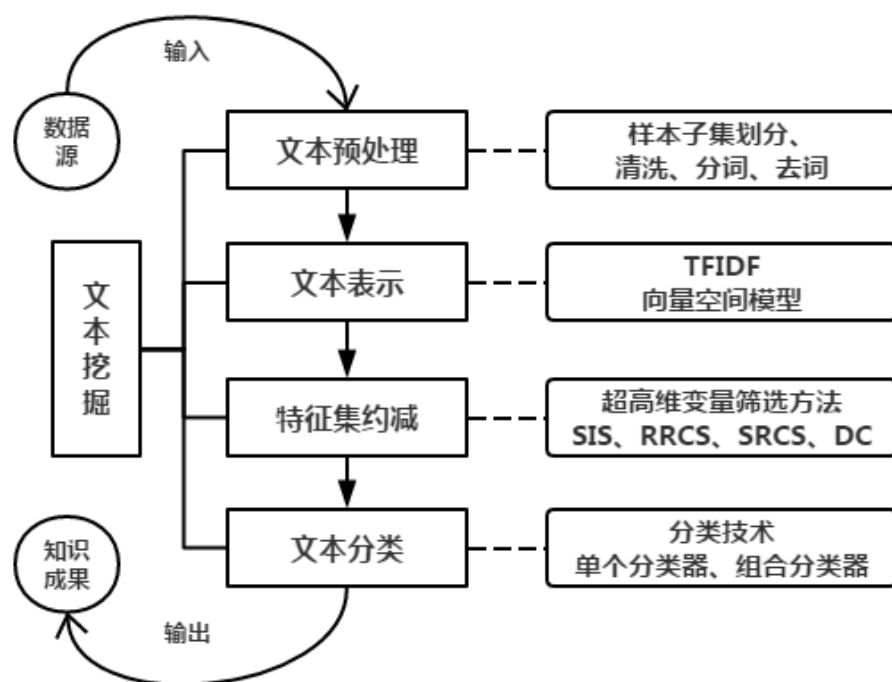 输入
数据
源
文本预处理
样本子集划分、
清洗、分词、去词
文本表示
TFIDF
向量空间模型
文
本
挖
掘
特征集约减
超高维变量筛选方法
SIS、RRCS、SRCS、DC
文本分类
分类技术
单个分类器、组合分类器
知识
成果
输出